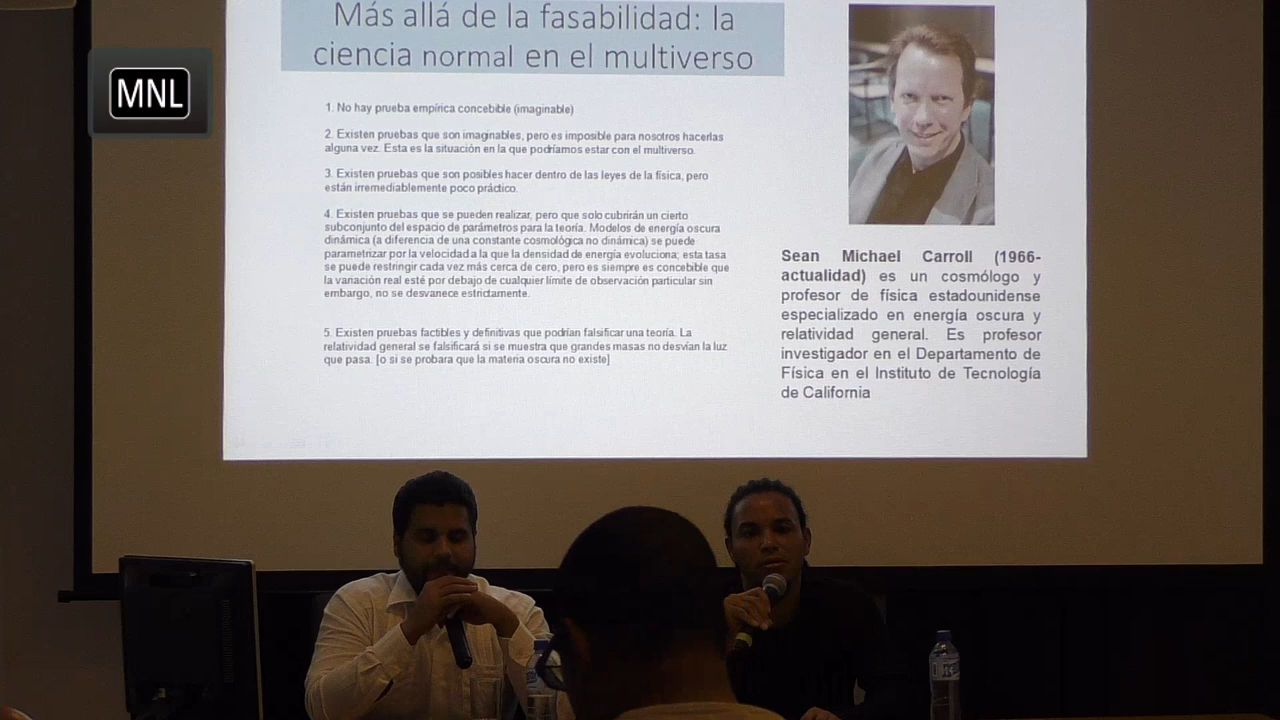 Más allá de la fasabilidad: la
ciencia normal en el multiverso
MNL
1. No hay prueba empírica concebible (imaginable)
2. Existen pruebas que son imaginables, pero es imposible para nosotros hacerlas
alguna vez. Esta es la situación en la que podríamos estar con el multiverso.
3. Existen pruebas que son posibles hacer dentro de las leyes de la física, pero
están irremediablemente poco práctico.
4. Existen pruebas que se pueden realizar, pero que solo cubrirán un cierto
subconjunto del espacio de parámetros para la teoría. Modelos de energía oscura
dinámica (a diferencia de una constante cosmológica no dinámica) se puede
parametrizar por la velocidad a la que la densidad de energía evoluciona; esta tasa
se puede restringir cada vez más cerca de cero, pero es siempre es concebible que
la variación real esté por debajo de cualquier límite de observación particular sin
embargo, no se desvanece estrictamente.
5. Existen pruebas factibles y definitivas que podrían falsificar una teoría. La
relatividad general se falsificará si se muestra que grandes masas no desvían la luz
que pasa. [o si se probara que la materia oscura no existe]
Sean Michael Carroll (1966-
actualidad) es un cosmólogo y
profesor de física estadounidense
especializado en energía oscura y
relatividad general. Es profesor
investigador en el Departamento de
Física en el Instituto de Tecnología
de California